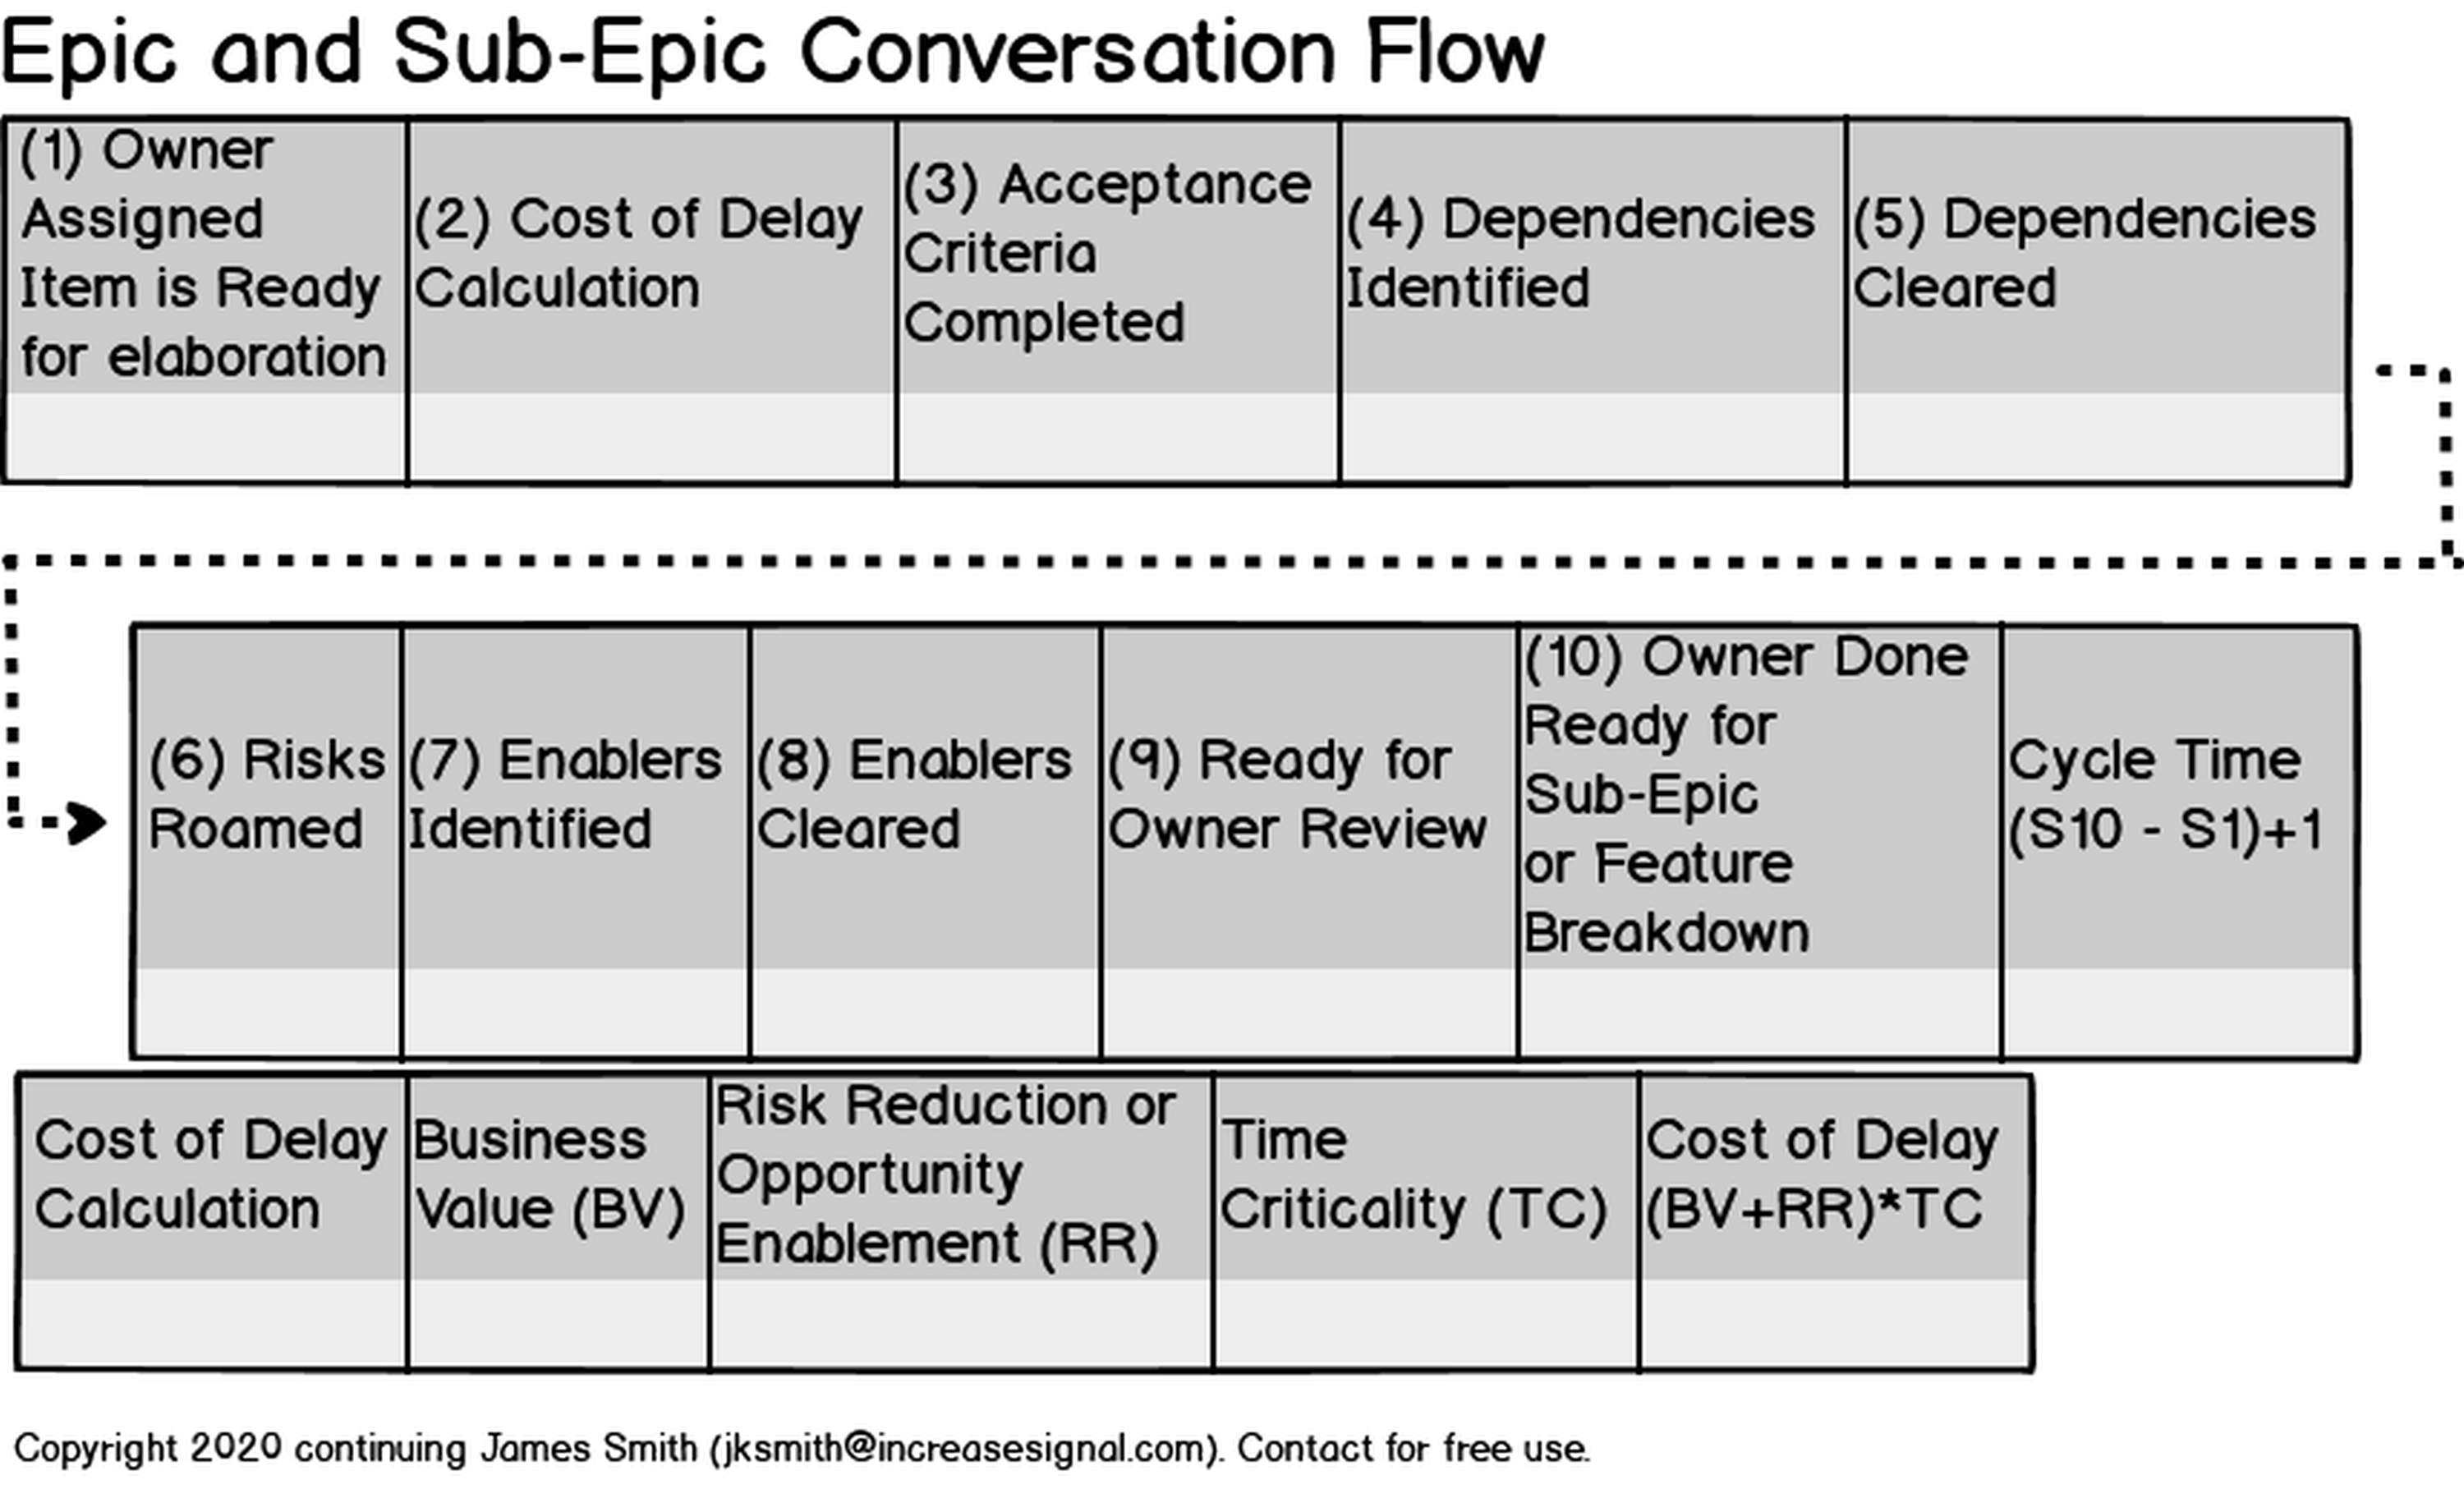 Epic and Sub-Epic Conversation Flow
(1) Owner
Assigned
Item is Ready
for elaboration
(2) Cost of Delay
Calculation
(3) Acceptance
Criteria
Completed
(4) Dependencies
Identified
(5) Dependencies
Cleared
(6) Risks
Roamed
(7) Enablers
Identified
(8) Enablers
Cleared
(9) Ready for
Owner Review
(10) Owner Done
Ready for
Sub-Epic
or Feature
Breakdown
Cycle Time
(S10 - S1)+1
Cost of Delay
Calculation
Business
Value (BV)
Risk Reduction or
Opportunity
Enablement (RR)
Time
Criticality (TC)
Cost of Delay
(BV+RR)*TC
Copyright 2020 continuing James Smith (jksmith@increasesignal.com). Contact for free use.